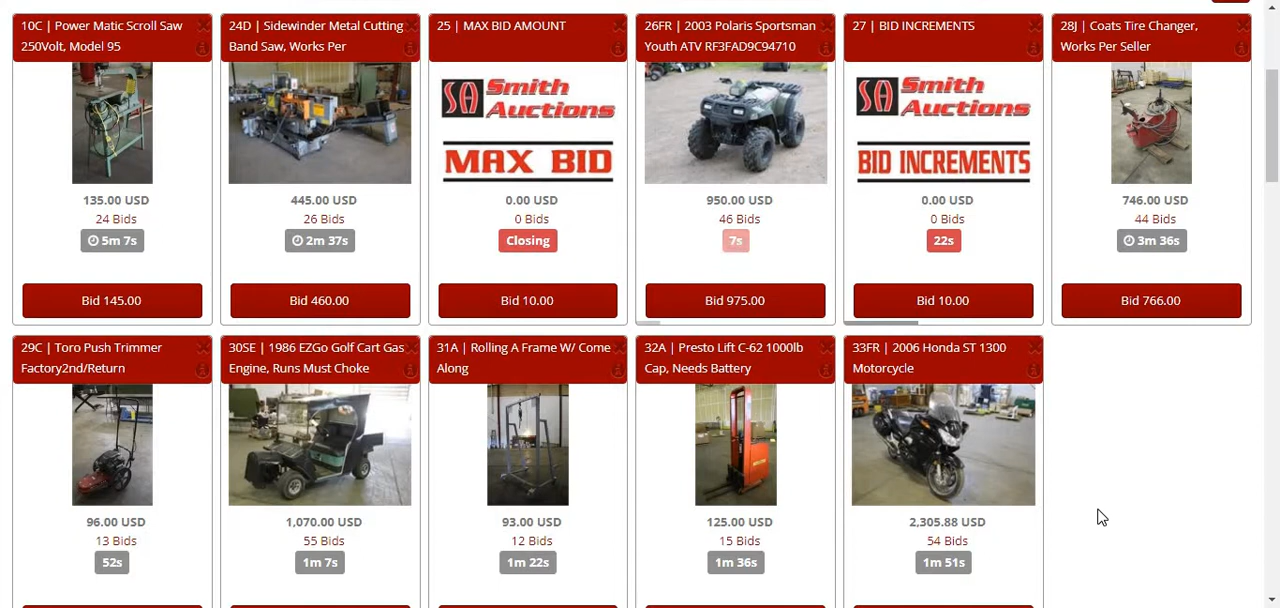 10C | Power Matic Scroll Saw
250Volt, Model 95
135.00 USD
24 Bids
5m 7s
Bid 145.00
24D | Sidewinder Metal Cutting
Band Saw, Works Per
445.00 USD
26 Bids
2m 37s
Bid 460.00
25 | MAX BID AMOUNT
SA Smith
Auctions
MAX BID
0.00 USD
0 Bids
Closing
Bid 10.00
26FR | 2003 Polaris Sportsman
Youth ATV RF3FAD9C94710
950.00 USD
46 Bids
7s
Bid 975.00
27 | BID INCREMENTS
SA Smith
Auctions
BID INCREMENTS
0.00 USD
0 Bids
22s
Bid 10.00
28J | Coats Tire Changer,
Works Per Seller
746.00 USD
44 Bids
3m 36s
Bid 766.00
29C | Toro Push Trimmer
Factory2nd/Return
96.00 USD
13 Bids
52s
30SE | 1986 EZGo Golf Cart Gas
Engine, Runs Must Choke
1,070.00 USD
55 Bids
1m 7s
31A | Rolling A Frame W/ Come
Along
93.00 USD
12 Bids
1m 22s
32A | Presto Lift C-62 1000lb
Cap, Needs Battery
125.00 USD
15 Bids
1m 36s
33FR | 2006 Honda ST 1300
Motorcycle
2,305.88 USD
54 Bids
1m 51s